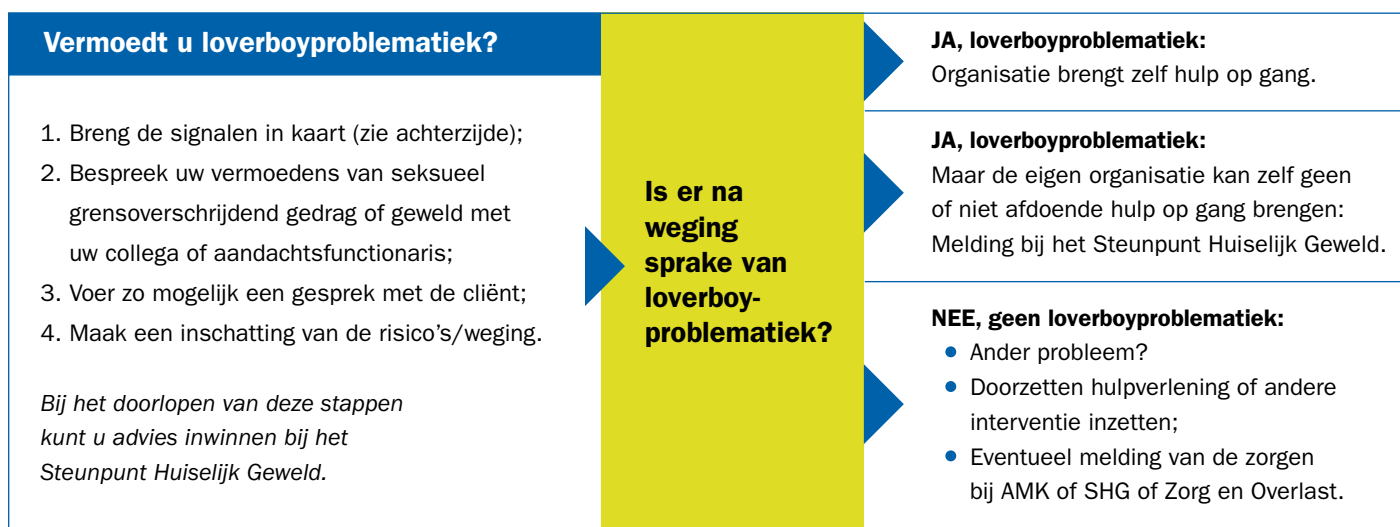 Vermoedt u loverboyproblematiek?
1. Breng de signalen in kaart (zie achterzijde);
2. Bespreek uw vermoedens van seksueel
grensoverschrijdend gedrag of geweld met
uw collega of aandachtsfunctionaris;
3. Voer zo mogelijk een gesprek met de cliënt;
4. Maak een inschatting van de risico's/weging.
Bij het doorlopen van deze stappen
kunt u advies inwinnen bij het
Steunpunt Huiselijk Geweld.
Is er na
weging
sprake van
loverboy-
problematiek?
JA, loverboyproblematiek:
Organisatie brengt zelf hulp op gang.
JA, loverboyproblematiek:
Maar de eigen organisatie kan zelf geen
of niet afdoende hulp op gang brengen:
Melding bij het Steunpunt Huiselijk Geweld.
NEE, geen loverboyproblematiek:
• Ander probleem?
• Doorzetten hulpverlening of andere
interventie inzetten;
• Eventueel melding van de zorgen
bij AMK of SHG of Zorg en Overlast.